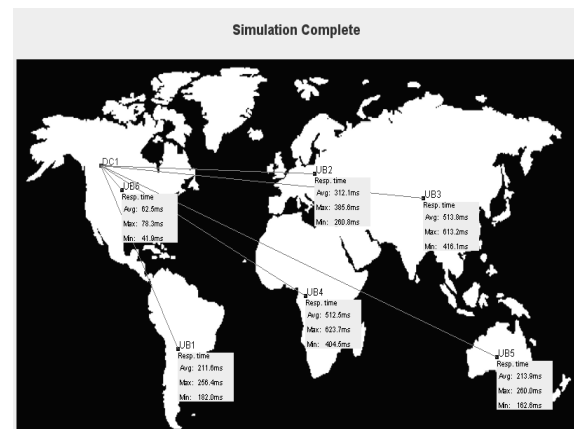 Simulation Complete
DC1
UB6
Resp. time
Avg: 62.5ms
Max: 78.3ms
Min: 41.9ms
UB2
Resp. time
Avg: 312.1ms
Max: 385.6ms
Min: 260.8ms
UB3
Resp. time
Avg: 513.8ms
Max: 613.2ms
Min: 416.1ms
UB4
Resp. time
Avg: 512.5ms
Max: 623.7ms
Min: 404.5ms
UB1
Resp. time
Avg: 211.6ms
Max: 256.4ms
Min: 182.0ms
UB5
Resp. time
Avg: 213.9ms
Max: 260.0ms
Min: 162.6ms